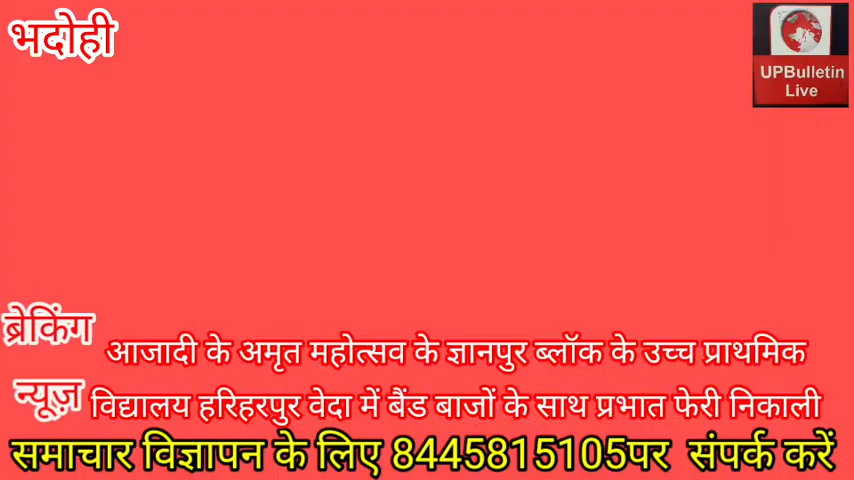 भदोही
UPBulletin
Live
ब्रेकिंग
न्यूज़
आजादी के अमृत महोत्सव के ज्ञानपुर ब्लॉक के उच्च प्राथमिक
विद्यालय हरिहरपुर वेदा में बैंड बाजों के साथ प्रभात फेरी निकाली
समाचार विज्ञापन के लिए 8445815105पर संपर्क करें